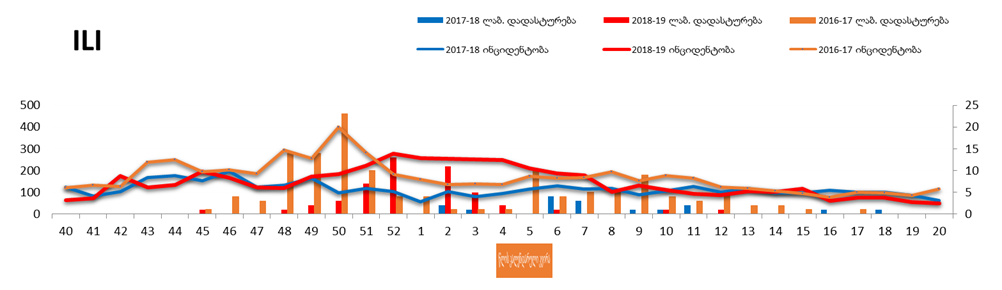 2017-18 ლაბ. დადასტურება 2018-19 ლაბ. დადასტურება 2016-17 ლაბ. დადასტურება
ILI
2017-18 ინციდენტობა 2018-19 ინციდენტობა 2016-17 ინციდენტობა
500 25
400 20
300 15
200 10
100 5
0 0
40 41 42 43 44 45 46 47 48 49 50 51 52 1 2 3 4 5 6 7 8 9 10 11 12 13 14 15 16 17 18 19 20
წლის კალენდარული კვირა